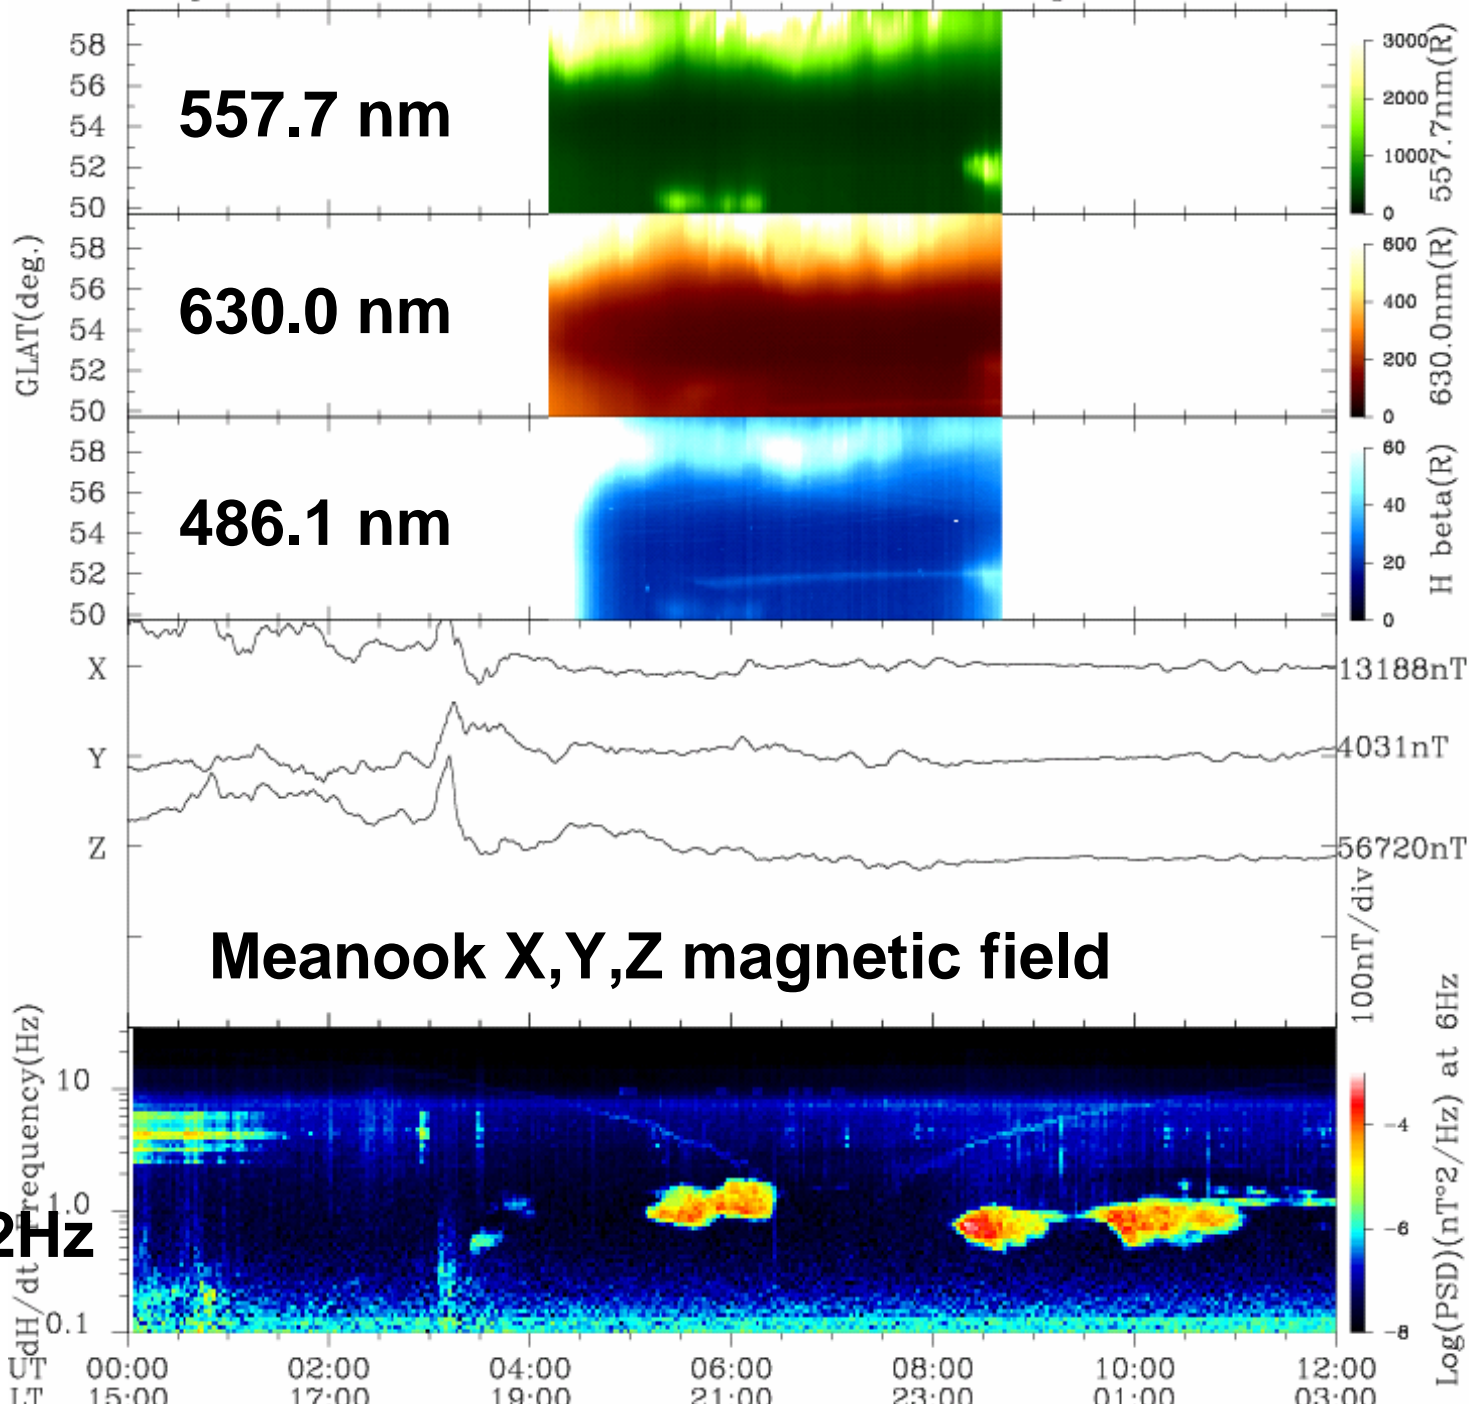 557.7 nm
58
56
54
52
50
3000
2000
1000
0
557.7nm(R)
630.0 nm
58
56
54
52
50
GLAT(deg.)
600
400
200
0
630.0nm(R)
486.1 nm
58
56
54
52
50
60
40
20
0
H beta(R)
X
13188nT
Y
4031nT
Z
56720nT
100nT/div
Meanook X,Y,Z magnetic field
dH/dt Frequency(Hz)
10
1.0
0.1
2Hz
-4
-6
-8
Log(PSD)(nT^2/Hz) at 6Hz
UT 00:00 02:00 04:00 06:00 08:00 10:00 12:00
LT 15:00 17:00 19:00 21:00 23:00 01:00 03:00